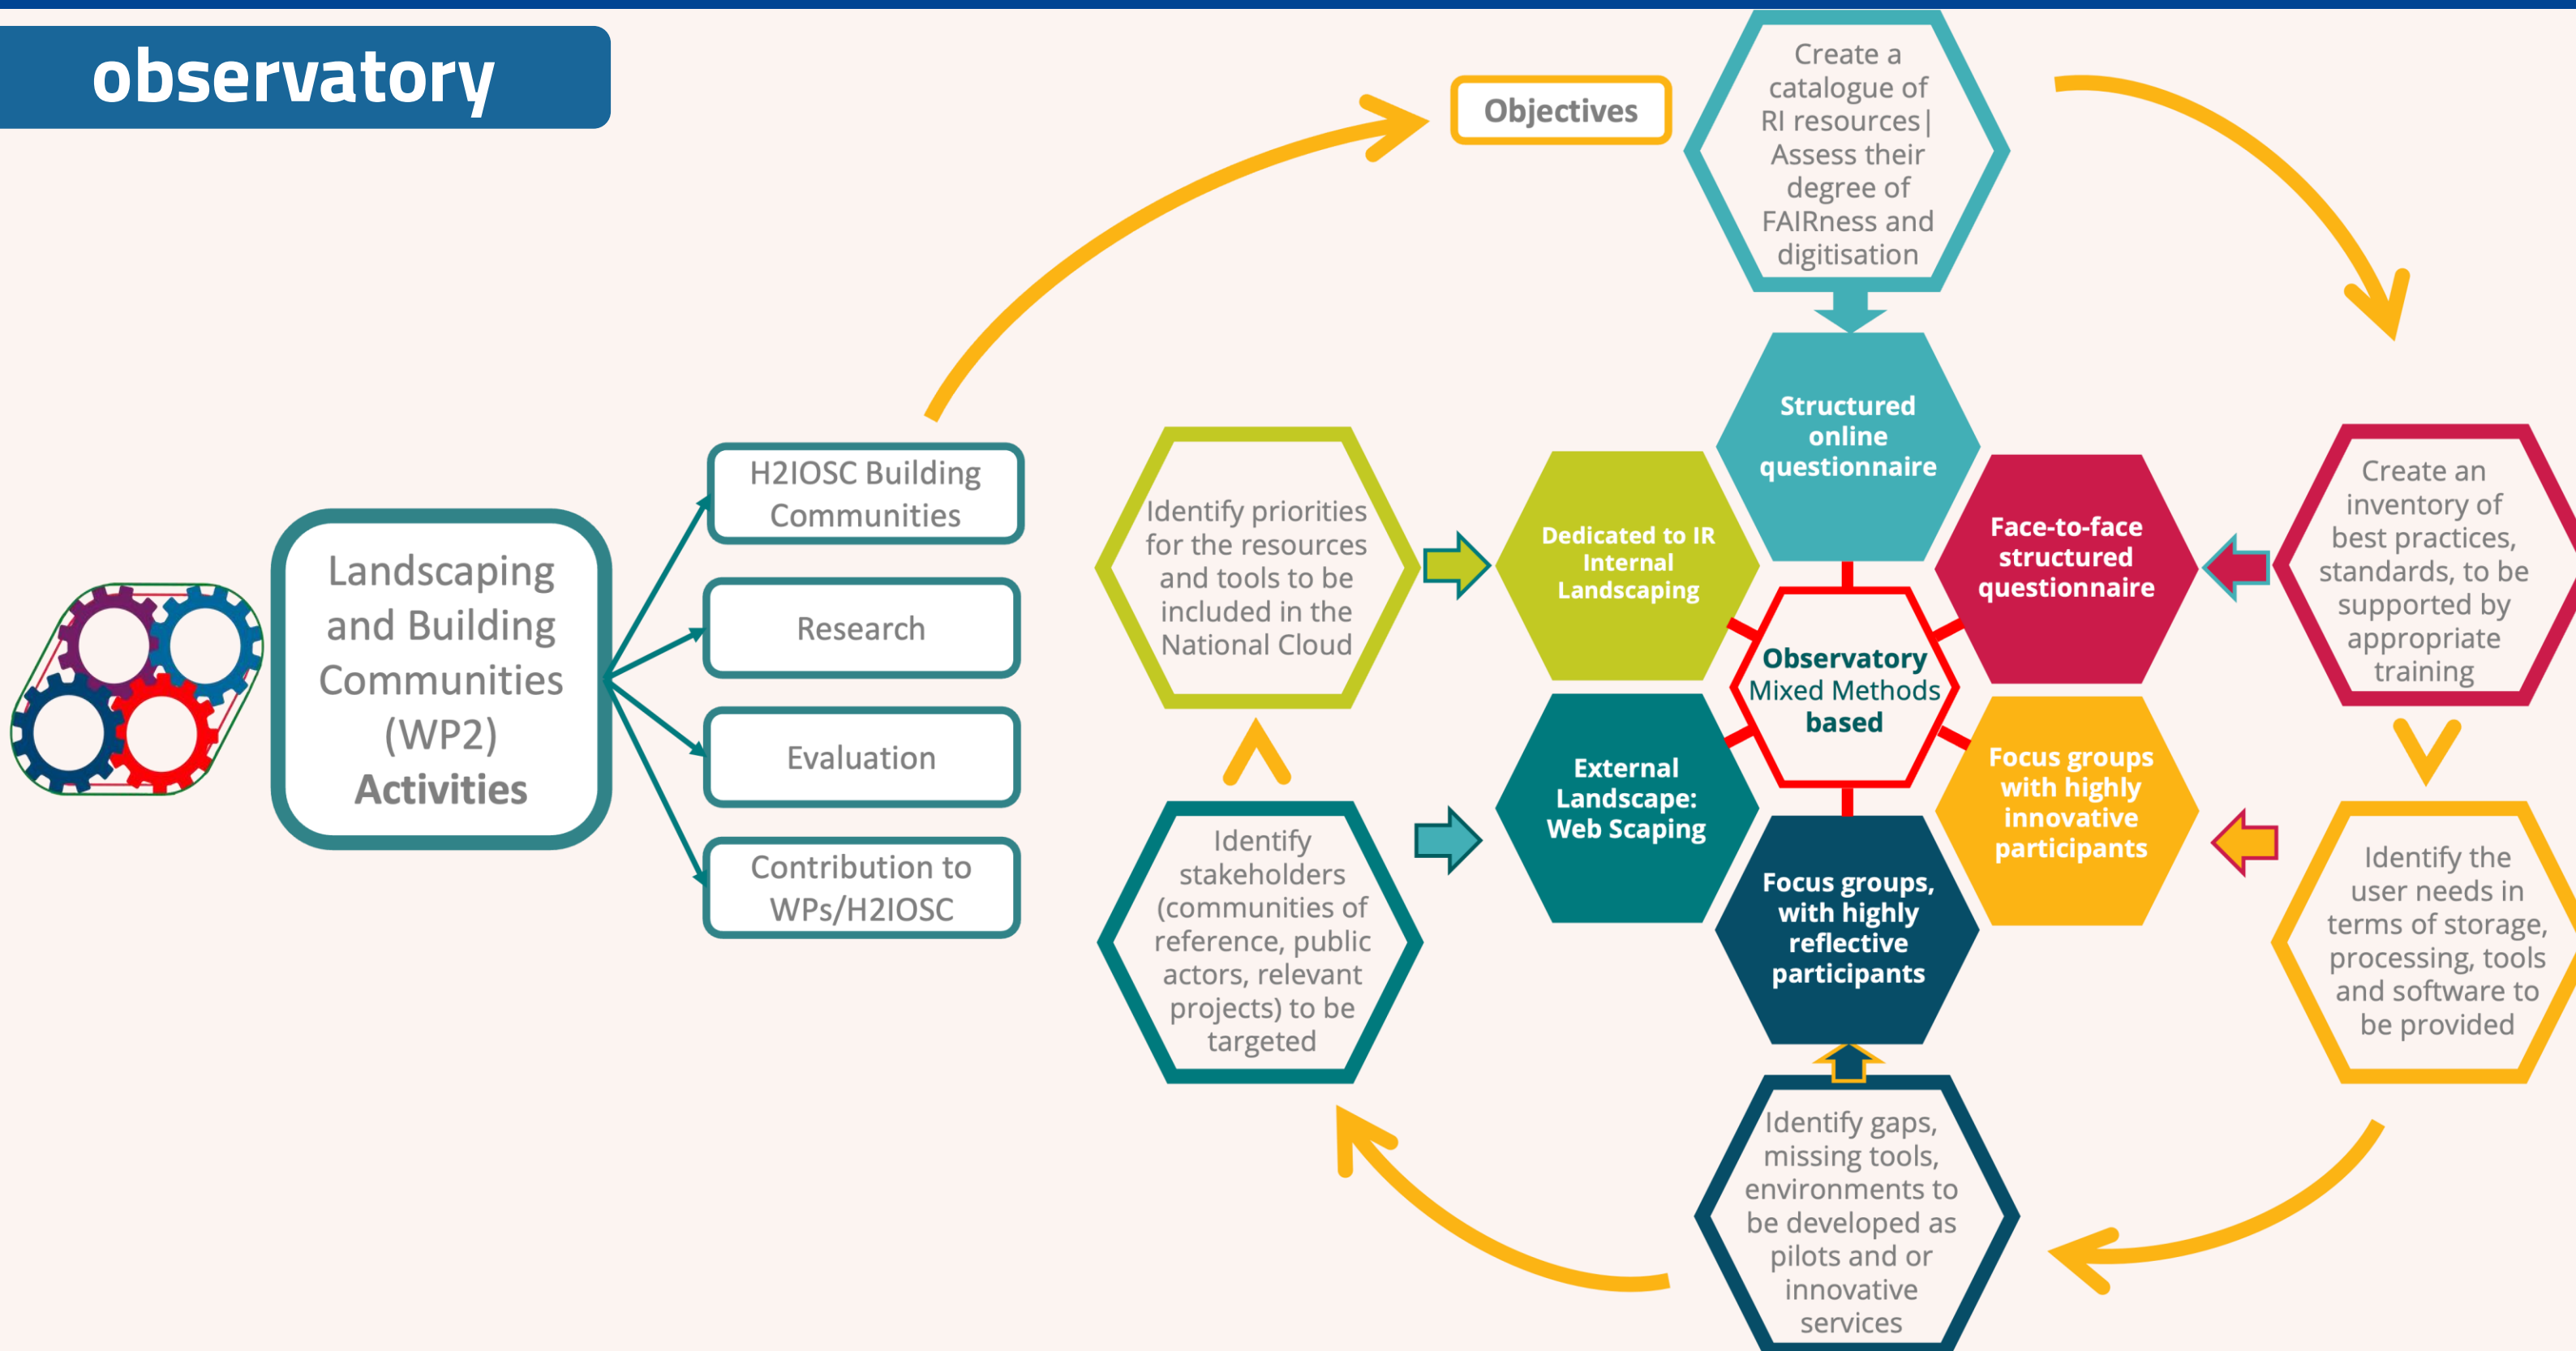 observatory
Landscaping
and Building
Communities
(WP2)
Activities
H2IOSC Building
Communities
Research
Evaluation
Contribution to
WPs/H2IOSC
Objectives
Create a
catalogue of
RI resources|
Assess their
degree of
FAIRness and
digitisation
Structured
online
questionnaire
Create an
inventory of
best practices,
standards, to be
supported by
appropriate
training
Face-to-face
structured
questionnaire
Identify the
user needs in
terms of storage,
processing, tools
and software to
be provided
Focus groups
with highly
innovative
participants
Identify gaps,
missing tools,
environments to
be developed as
pilots and or
innovative
services
Focus groups,
with highly
reflective
participants
Identify
stakeholders
(communities of
reference, public
actors, relevant
projects) to be
targeted
External
Landscape:
Web Scaping
Identify priorities
for the resources
and tools to be
included in the
National Cloud
Dedicated to IR
Internal
Landscaping
Observatory
Mixed Methods
based